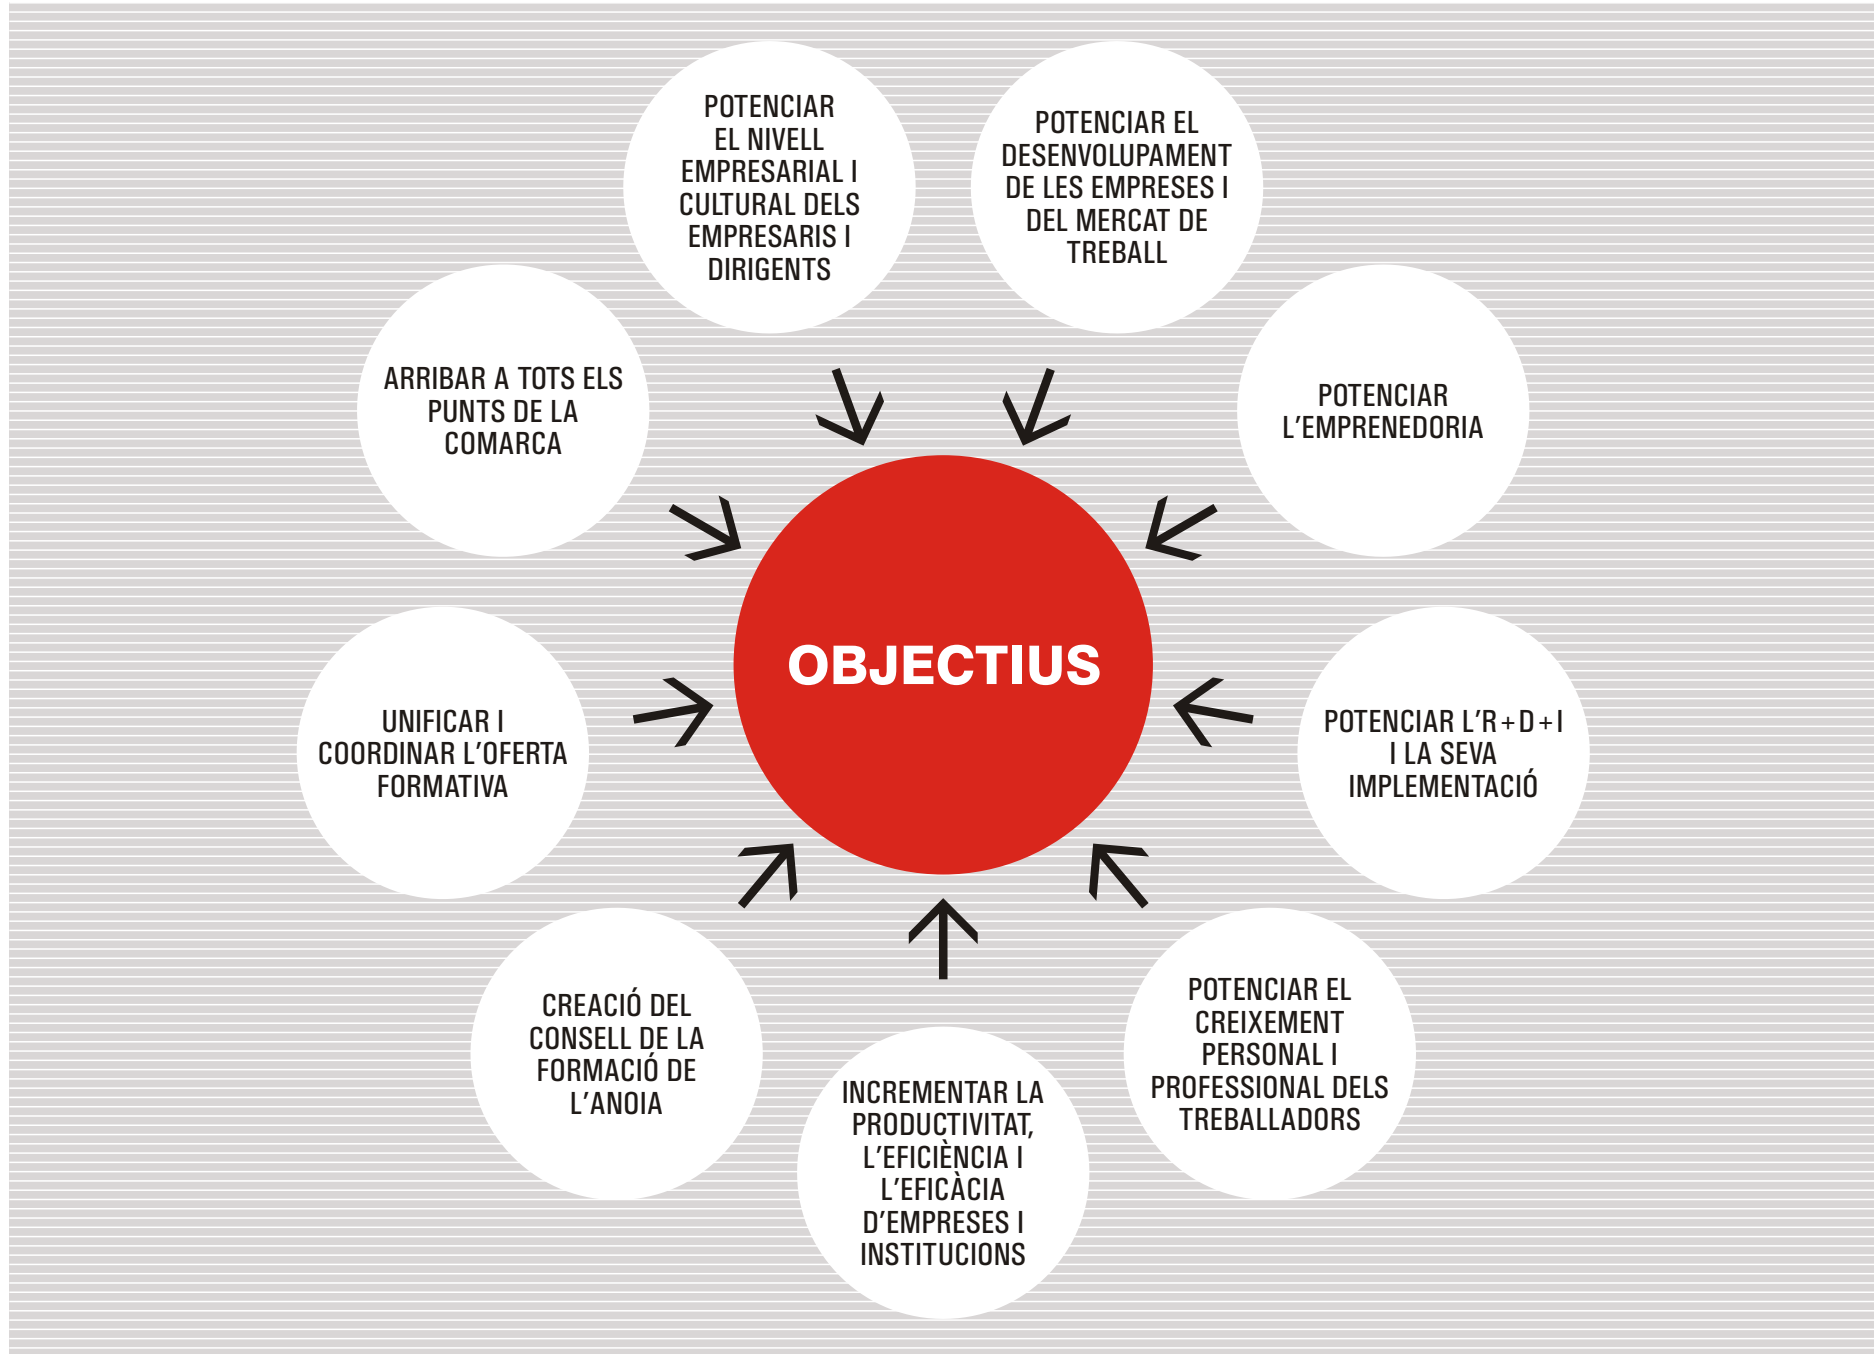 POTENCIAR
EL NIVELL
EMPRESARIAL I
CULTURAL DELS
EMPRESARIS I
DIRIGENTS
POTENCIAR EL
DESENVOLUPAMENT
DE LES EMPRESES I
DEL MERCAT DE
TREBALL
ARRIBAR A TOTS ELS
PUNTS DE LA
COMARCA
POTENCIAR
L'EMPRENEDORIA
OBJECTIUS
UNIFICAR I
COORDINAR L'OFERTA
FORMATIVA
POTENCIAR L'R+D+I
I LA SEVA
IMPLEMENTACIÓ
CREACIÓ DEL
CONSELL DE LA
FORMACIÓ DE
L'ANOIA
INCREMENTAR LA
PRODUCTIVITAT,
L'EFICIÈNCIA I
L'EFICÀCIA
D'EMPRESES I
INSTITUCIONS
POTENCIAR EL
CREIXEMENT
PERSONAL I
PROFESSIONAL DELS
TREBALLADORS